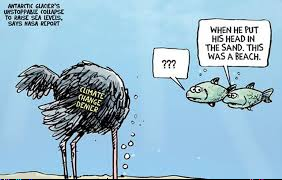 ANTARCTIC GLACIER'S
UNSTOPPABLE COLLAPSE
TO RAISE SEA LEVELS,
SAYS NASA REPORT
WHEN HE PUT
HIS HEAD IN
THE SAND. THIS
WAS A BEACH.
???
CLIMATE
CHANGE
DENIER